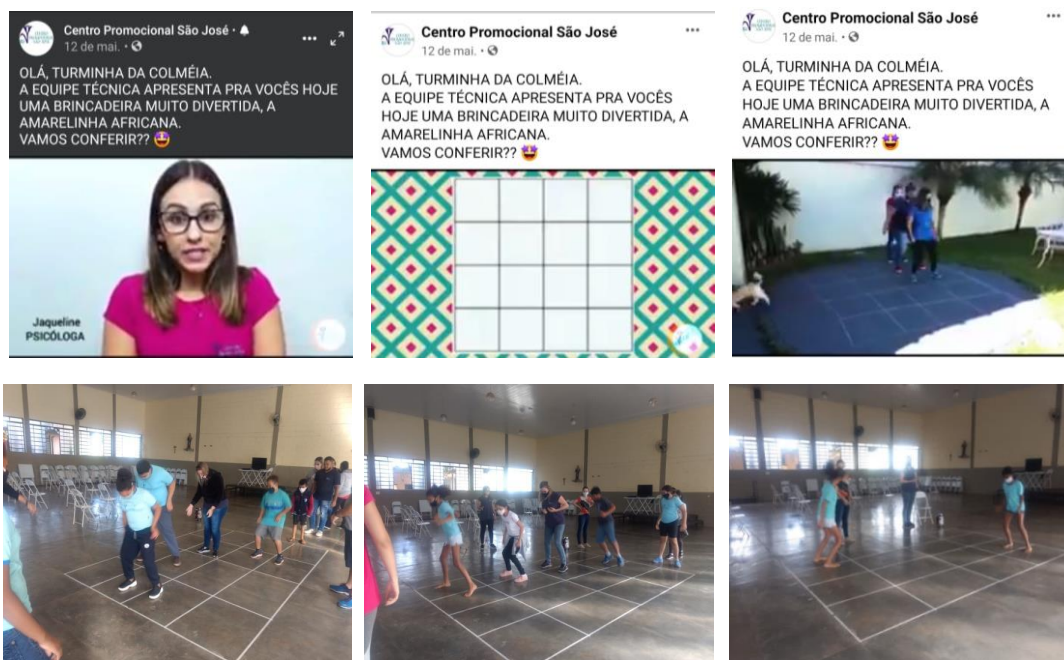 Centro Promocional São José ·
12 de mai. ·
OLÁ, TURMINHA DA COLMÉIA.
A EQUIPE TÉCNICA APRESENTA PRA VOCÊS HOJE
UMA BRINCADEIRA MUITO DIVERTIDA, A
AMARELINHA AFRICANA.
VAMOS CONFERIR??
Jaqueline
PSICÓLOGA
Centro Promocional São José
12 de mai. ·
OLÁ, TURMINHA DA COLMÉIA.
A EQUIPE TÉCNICA APRESENTA PRA VOCÊS
HOJE UMA BRINCADEIRA MUITO DIVERTIDA, A
AMARELINHA AFRICANA.
VAMOS CONFERIR??
Centro Promocional São José
12 de mai. ·
OLÁ, TURMINHA DA COLMÉIA.
A EQUIPE TÉCNICA APRESENTA PRA VOCÊS
HOJE UMA BRINCADEIRA MUITO DIVERTIDA, A
AMARELINHA AFRICANA.
VAMOS CONFERIR??